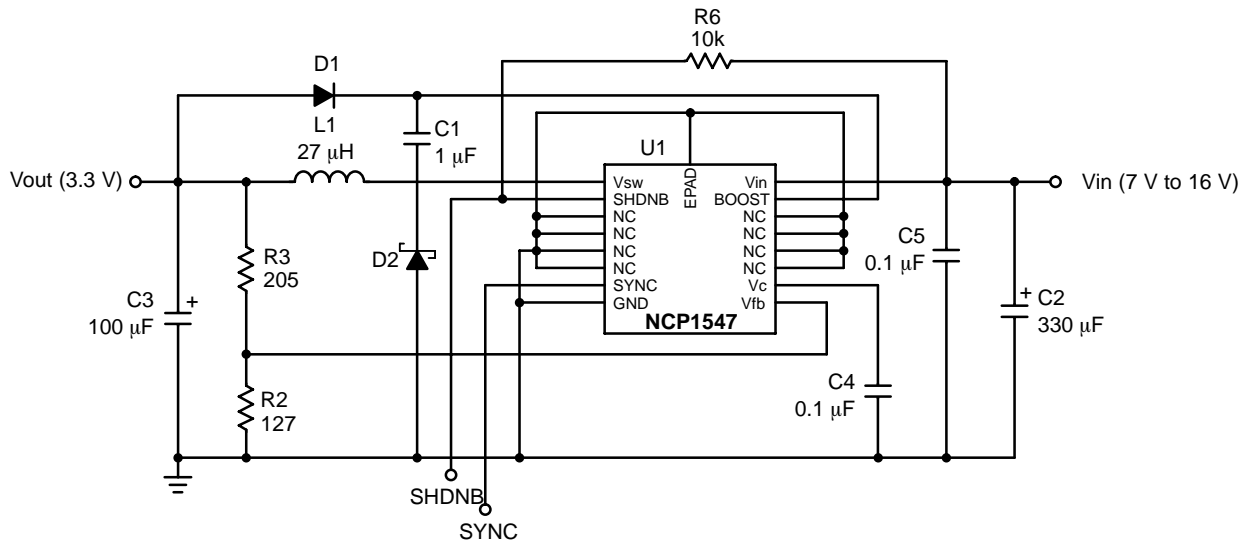 R6
10k
D1
L1
27 μH
C1
1 μF
U1
Vout (3.3 V)
Vin (7 V to 16 V)
EPAD
Vsw
SHDNB
NC
NC
NC
NC
SYNC
GND
Vin
BOOST
NC
NC
NC
NC
Vc
Vfb
NCP1547
R3
205
D2
C5
0.1 μF
C3
+
100 μF
+
C2
330 μF
R2
127
C4
0.1 μF
SHDNB
SYNC